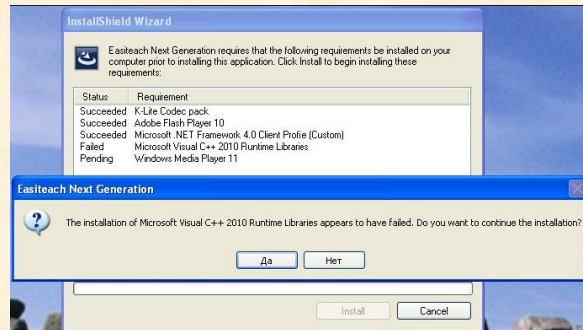 InstallShield Wizard
Easiteach Next Generation requires that the following requirements be installed on your
computer prior to installing this application. Click Install to begin installing these
requirements:
Status Requirement
Succeeded K-Lite Codec pack
Succeeded Adobe Flash Player 10
Succeeded Microsoft .NET Framework 4.0 Client Profie (Custom)
Failed Microsoft Visual C++ 2010 Runtime Libraries
Pending Windows Media Player 11
Easiteach Next Generation
The installation of Microsoft Visual C++ 2010 Runtime Libraries appears to have failed. Do you want to continue the installation?
Да Нет
Install Cancel